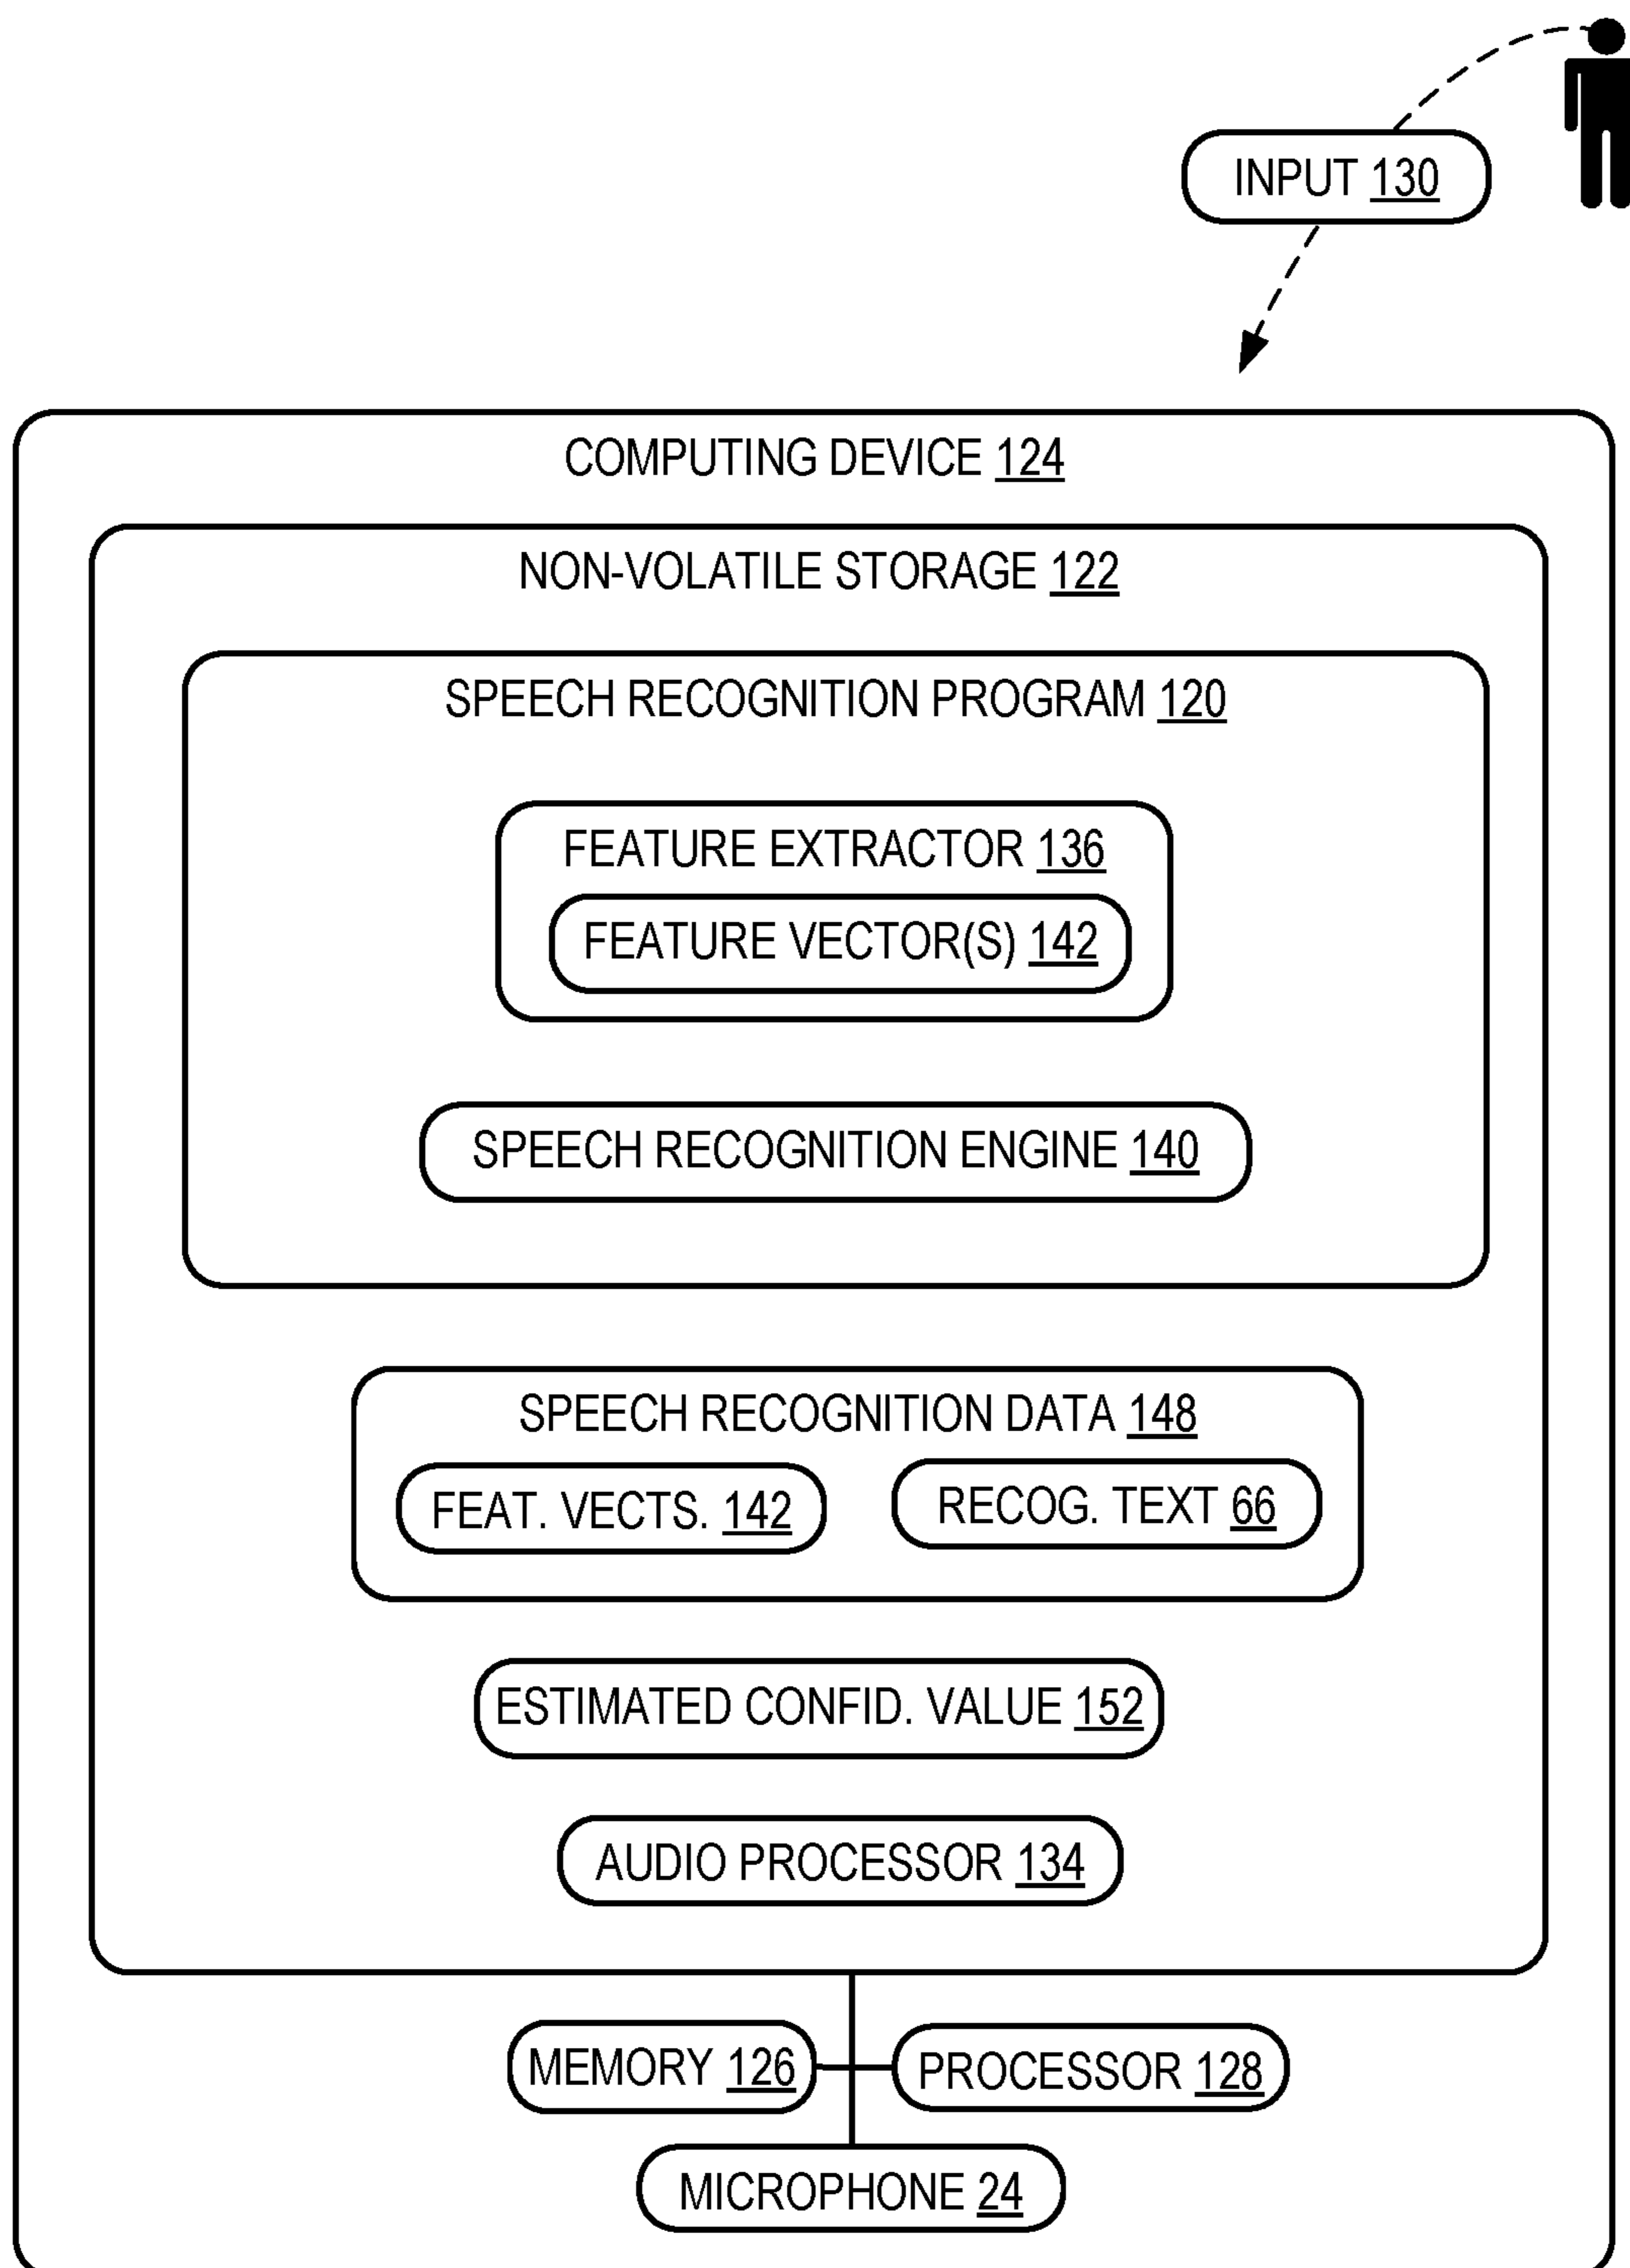 INPUT 130
COMPUTING DEVICE 124
NON-VOLATILE STORAGE 122
SPEECH RECOGNITION PROGRAM 120
FEATURE EXTRACTOR 136
FEATURE VECTOR(S) 142
SPEECH RECOGNITION ENGINE 140
SPEECH RECOGNITION DATA 148
FEAT. VECTS. 142
RECOG. TEXT 66
ESTIMATED CONFID. VALUE 152
AUDIO PROCESSOR 134
MEMORY 126
PROCESSOR 128
MICROPHONE 24